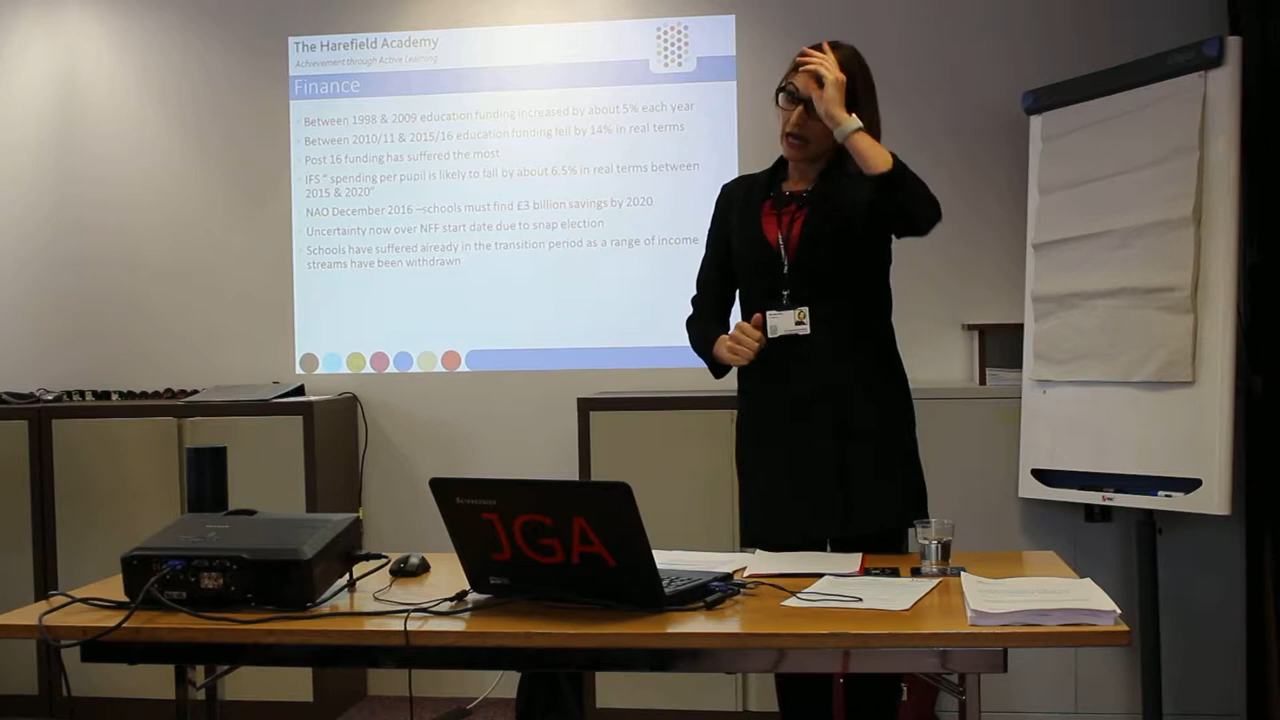 The Harefield Academy
Achievement through Active Learning
Finance
Between 1998 & 2009 education funding increased by about 5% each year
Between 2010/11 & 2015/16 education funding fell by 14% in real terms
Post 16 funding has suffered the most
IFS “ spending per pupil is likely to fall by about 6.5% in real terms between
2015 & 2020”
NAO December 2016 –schools must find £3 billion savings by 2020
Uncertainty now over NFF start date due to snap election
Schools have suffered already in the transition period as a range of income
streams have been withdrawn
lenovo
JGA